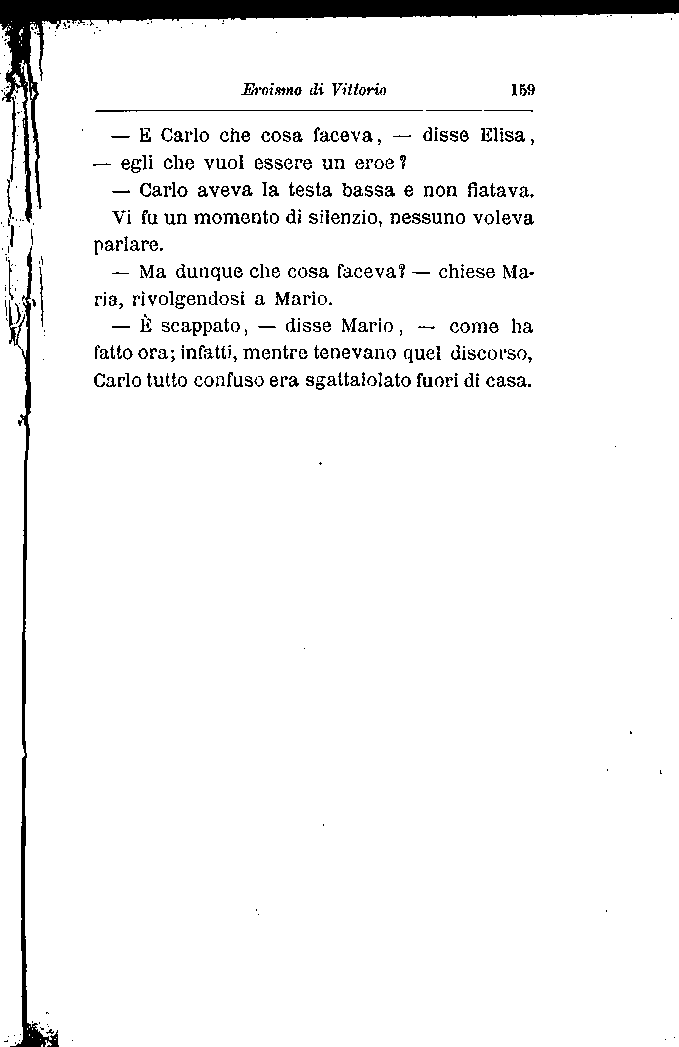 Eroismo di Vittorio 159
— E Carlo che cosa faceva, — disse Elisa,
— egli che vuol essere un eroe?
— Carlo aveva la testa bassa e non fiatava.
Vi fu un momento di silenzio, nessuno voleva
parlare.
— Ma dunque che cosa faceva? — chiese Ma-
ria, rivolgendosi a Mario.
— È scappato, — disse Mario, — come ha
fatto ora; infatti, mentre tenevano quel discorso,
Carlo tutto confuso era sgattaiolato fuori di casa.